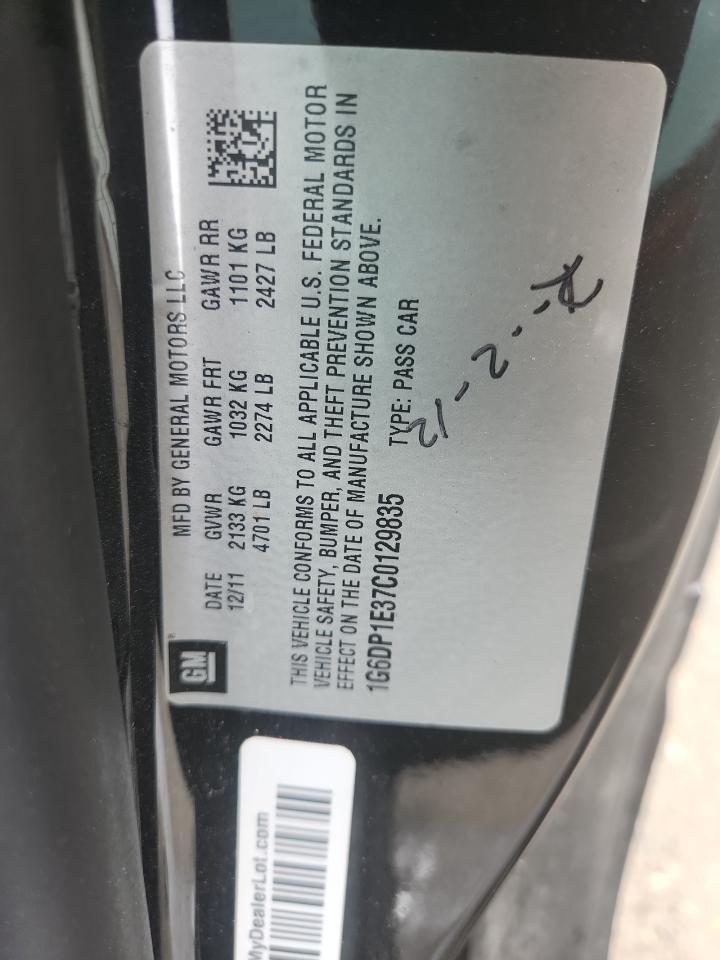 GM
MFD BY GENERAL MOTORS LLC
DATE GVWR GAWR FRT GAWR RR
12/11 2133 KG 1032 KG 1101 KG
4701 LB 2274 LB 2427 LB
THIS VEHICLE CONFORMS TO ALL APPLICABLE U.S. FEDERAL MOTOR
VEHICLE SAFETY, BUMPER, AND THEFT PREVENTION STANDARDS IN
EFFECT ON THE DATE OF MANUFACTURE SHOWN ABOVE.
1G6DP1E37C0129835 TYPE: PASS CAR
MyDealerLot.com